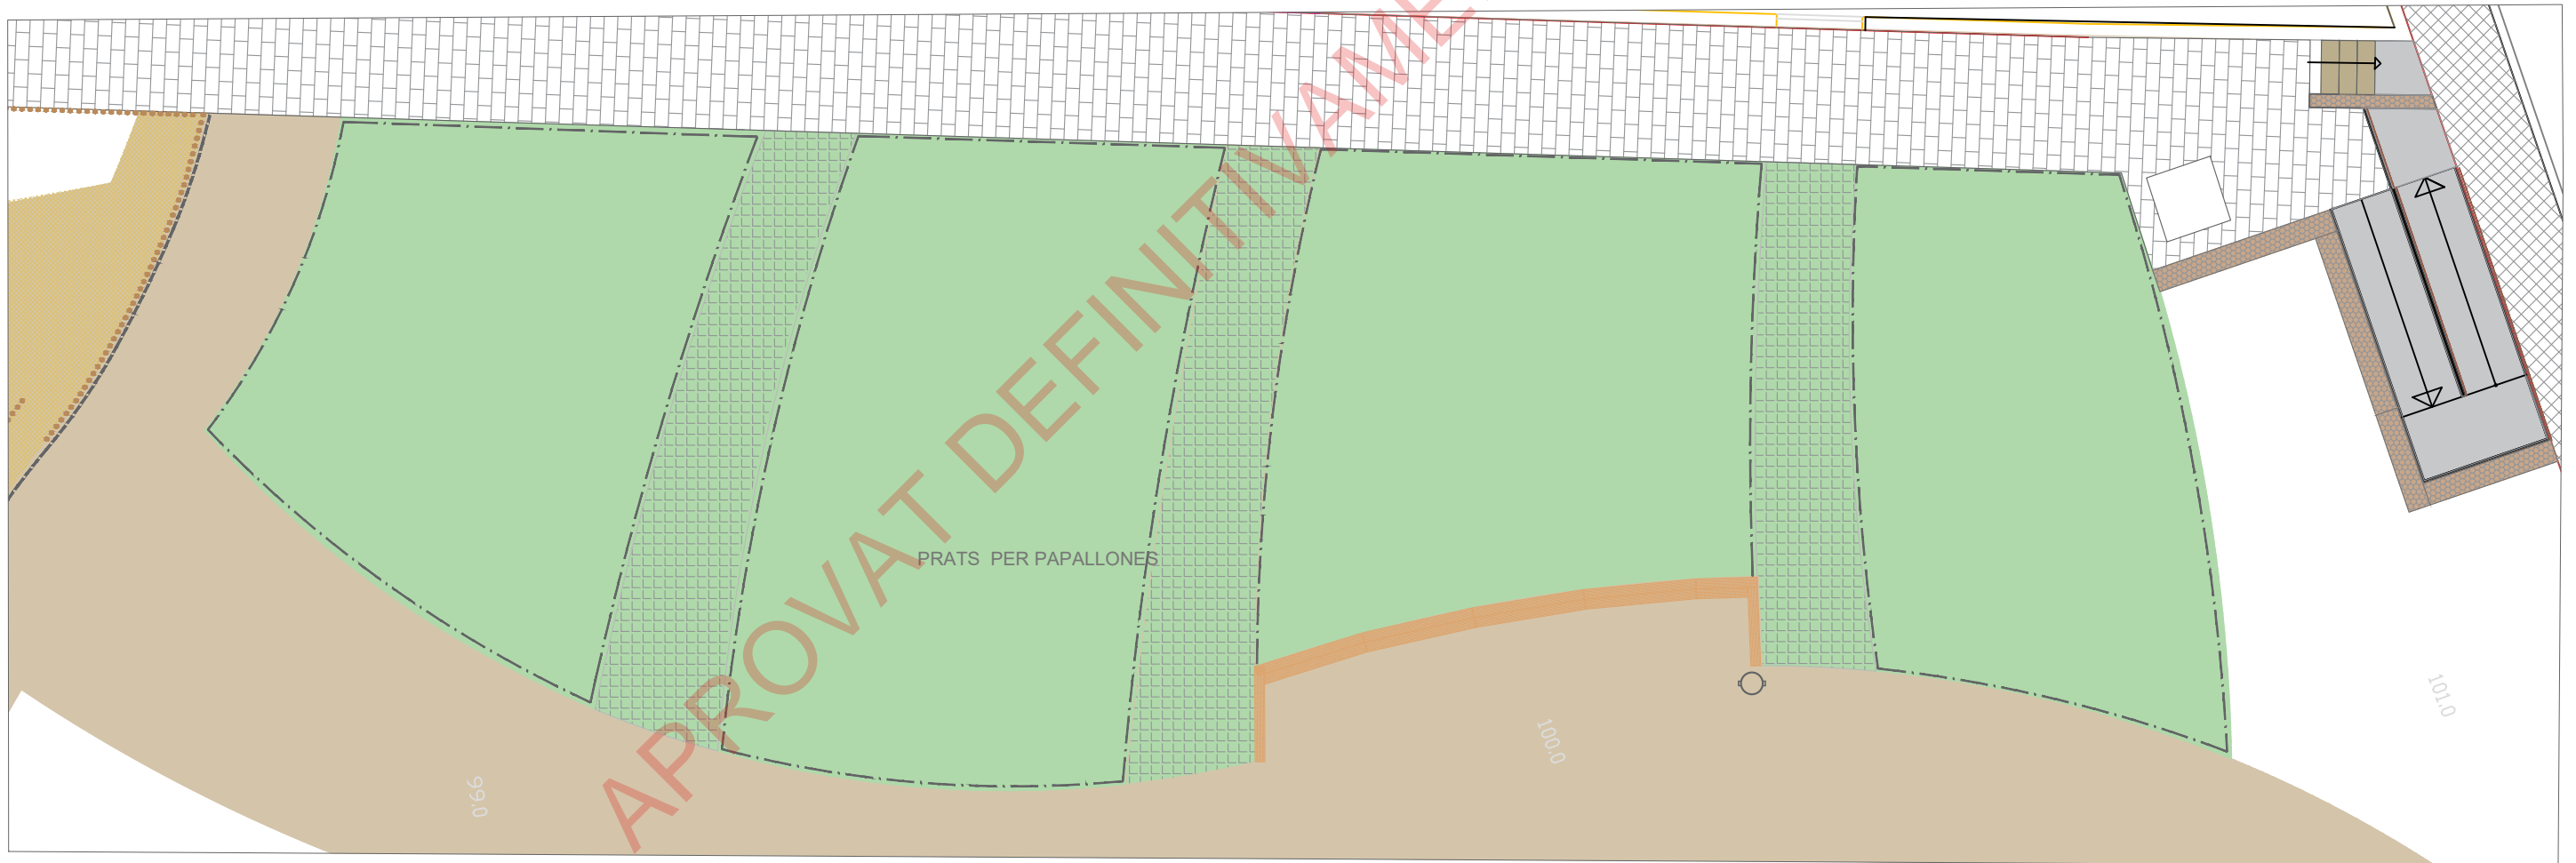 APROVAT DEFINITIVAME
PRATS PER PAPALLONES
99.0
100.0
101.0